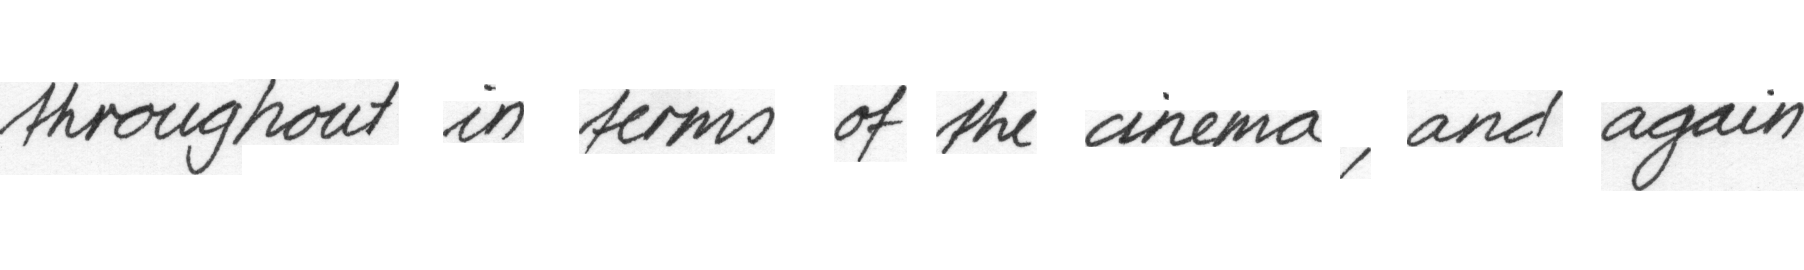 throughout in terms of the cinema, and again